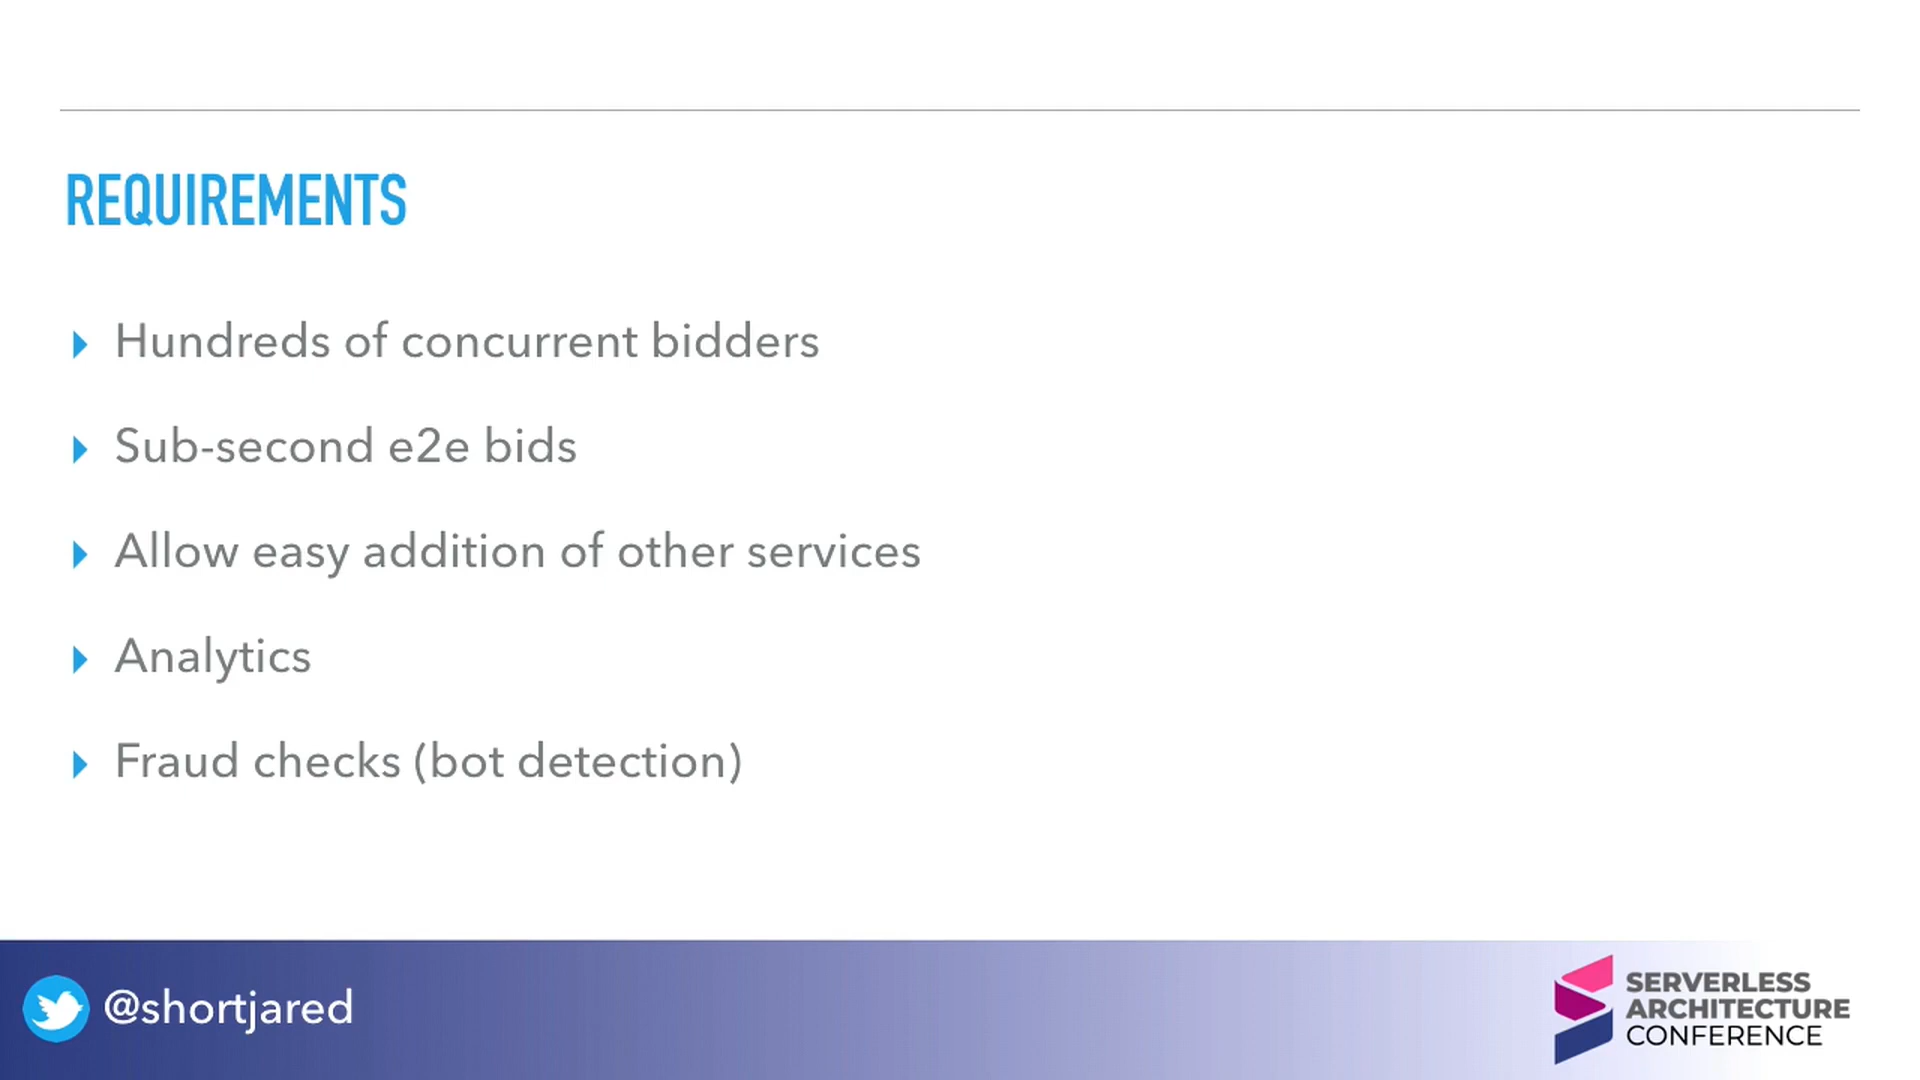 REQUIREMENTS
Hundreds of concurrent bidders
Sub-second e2e bids
Allow easy addition of other services
Analytics
Fraud checks (bot detection)
@shortjared
SERVERLESS
ARCHITECTURE
CONFERENCE